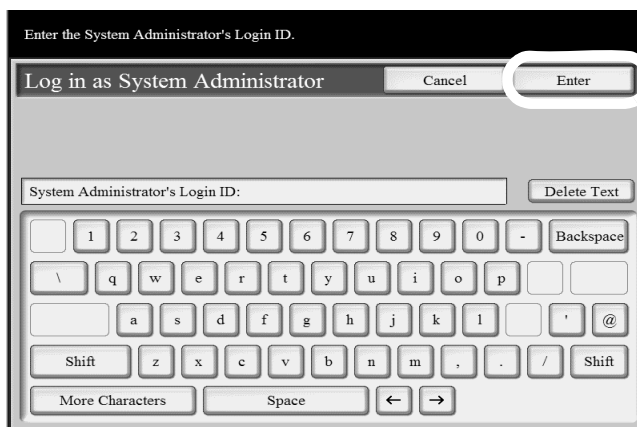 Enter the System Administrator's Login ID.
Log in as System Administrator Cancel Enter
System Administrator's Login ID: Delete Text
1 2 3 4 5 6 7 8 9 0 - Backspace
\ q w e r t y u i o p
a s d f g h j k l ' @
Shift z x c v b n m , . / Shift
More Characters Space ← →